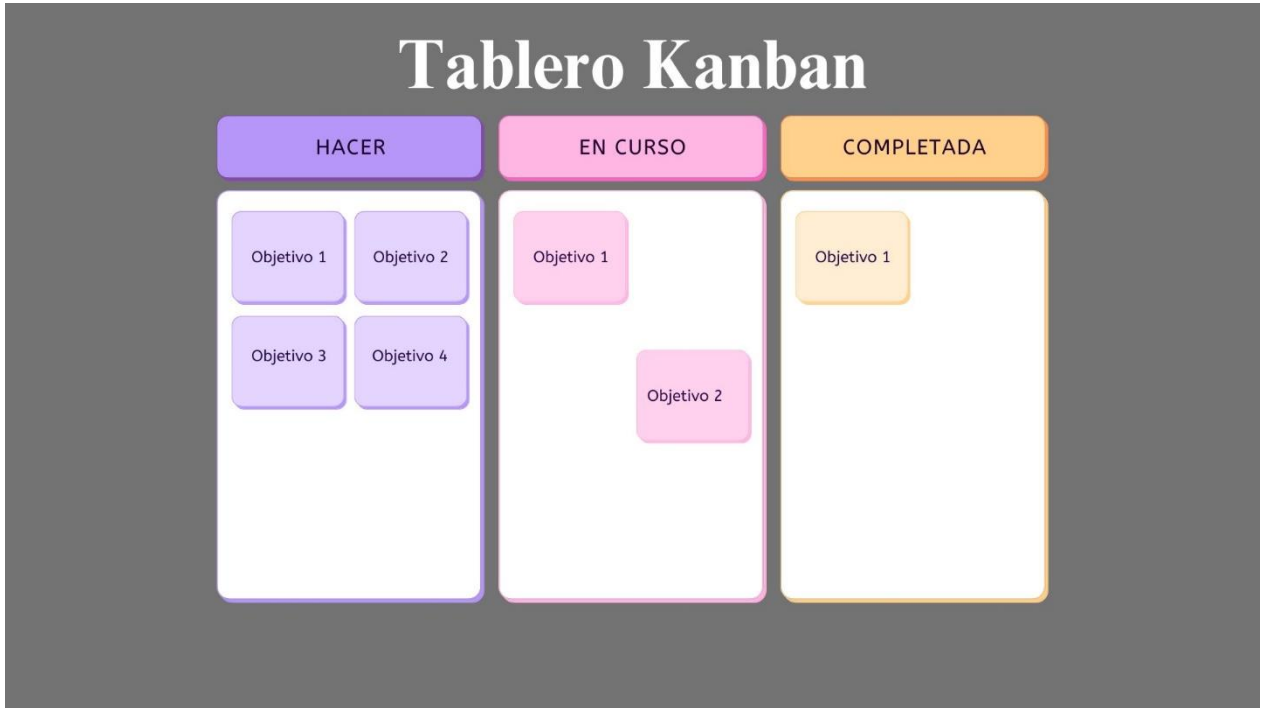 Tablero Kanban
HACER
EN CURSO
COMPLETADA
Objetivo 1
Objetivo 2
Objetivo 3
Objetivo 4
Objetivo 1
Objetivo 2
Objetivo 1